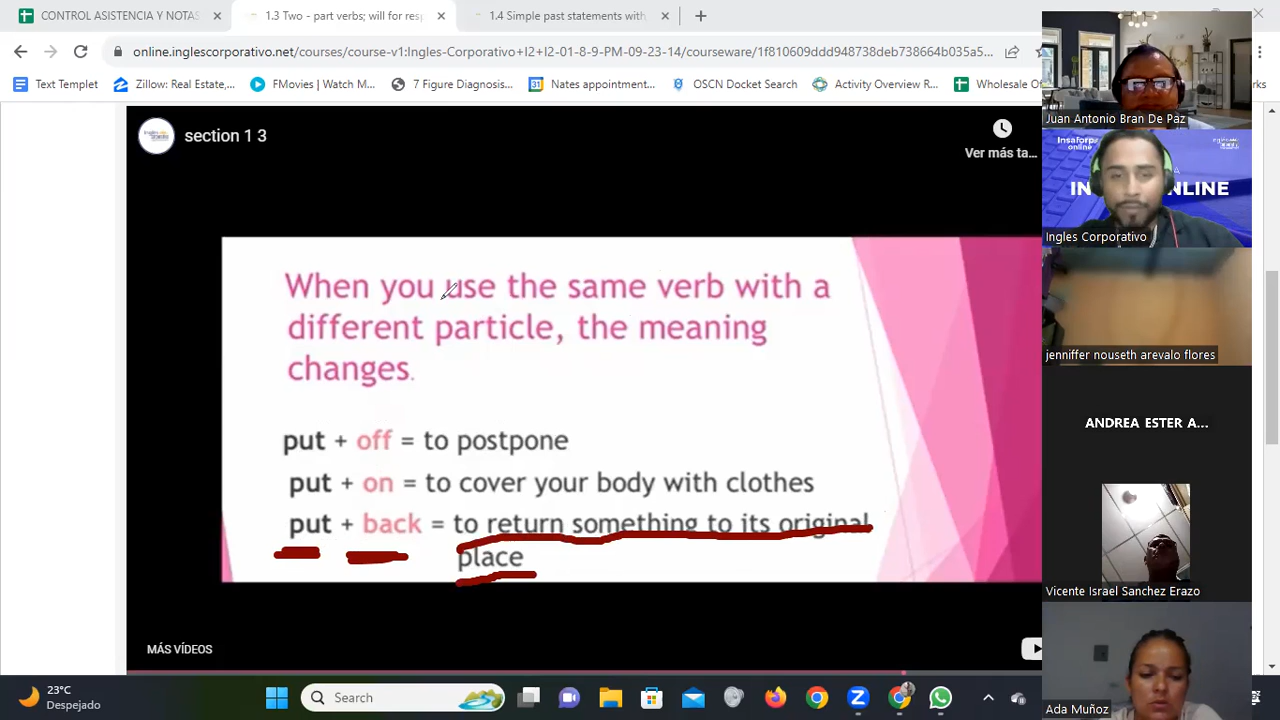 CONTROL ASISTENCIA Y NOTAS
1.3 Two - part verbs; will for resp
1.4 Simple past statements with
online.inglescorporativo.net/courses/course-v1:Ingles-Corporativo+I2+I2-01-8-9-PM-09-23-14/courseware/1f8f0609ddd948738deb738664b035a5...
Text Templet
Zillow: Real Estate,...
FMovies | Watch M...
7 Figure Diagnosis...
Nates appointment...
OSCN Docket Search
Activity Overview R...
Wholesale O
section 1 3
Ver más ta...
When you use the same verb with a
different particle, the meaning
changes.
put + off = to postpone
put + on = to cover your body with clothes
put + back = to return something to its original
place
MÁS VÍDEOS
Juan Antonio Bran De Paz
Insaforp
online
Ingles Corporativo
jenniffer nouseth arevalo flores
ANDREA ESTER A...
Vicente Israel Sanchez Erazo
Ada Muñoz
23°C
Despejado
Search